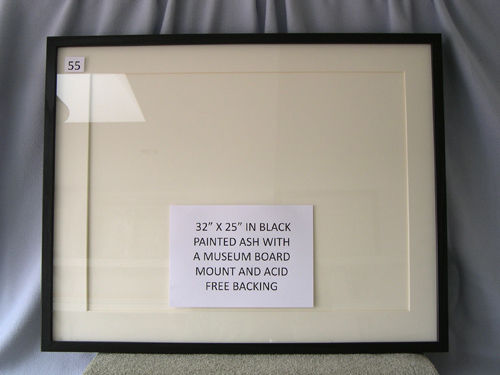 55
32” X 25” IN BLACK
PAINTED ASH WITH
A MUSEUM BOARD
MOUNT AND ACID
FREE BACKING